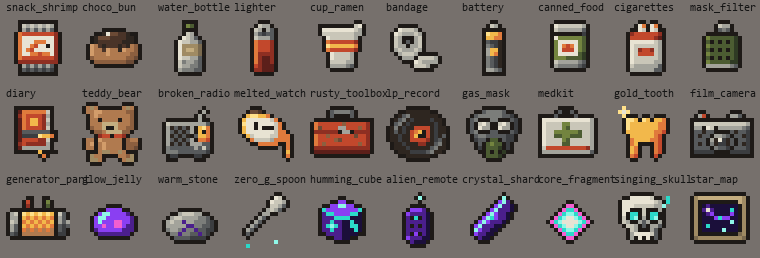 snack_shrimp choco_bun water_bottle lighter cup_ramen bandage battery canned_food cigarettes mask_filter
diary teddy_bear broken_radio melted_watch rusty_toolbox lp_record gas_mask medkit gold_tooth film_camera
generator_part glow_jelly warm_stone zero_g_spoon humming_cube alien_remote crystal_shard core_fragment singing_skull star_map